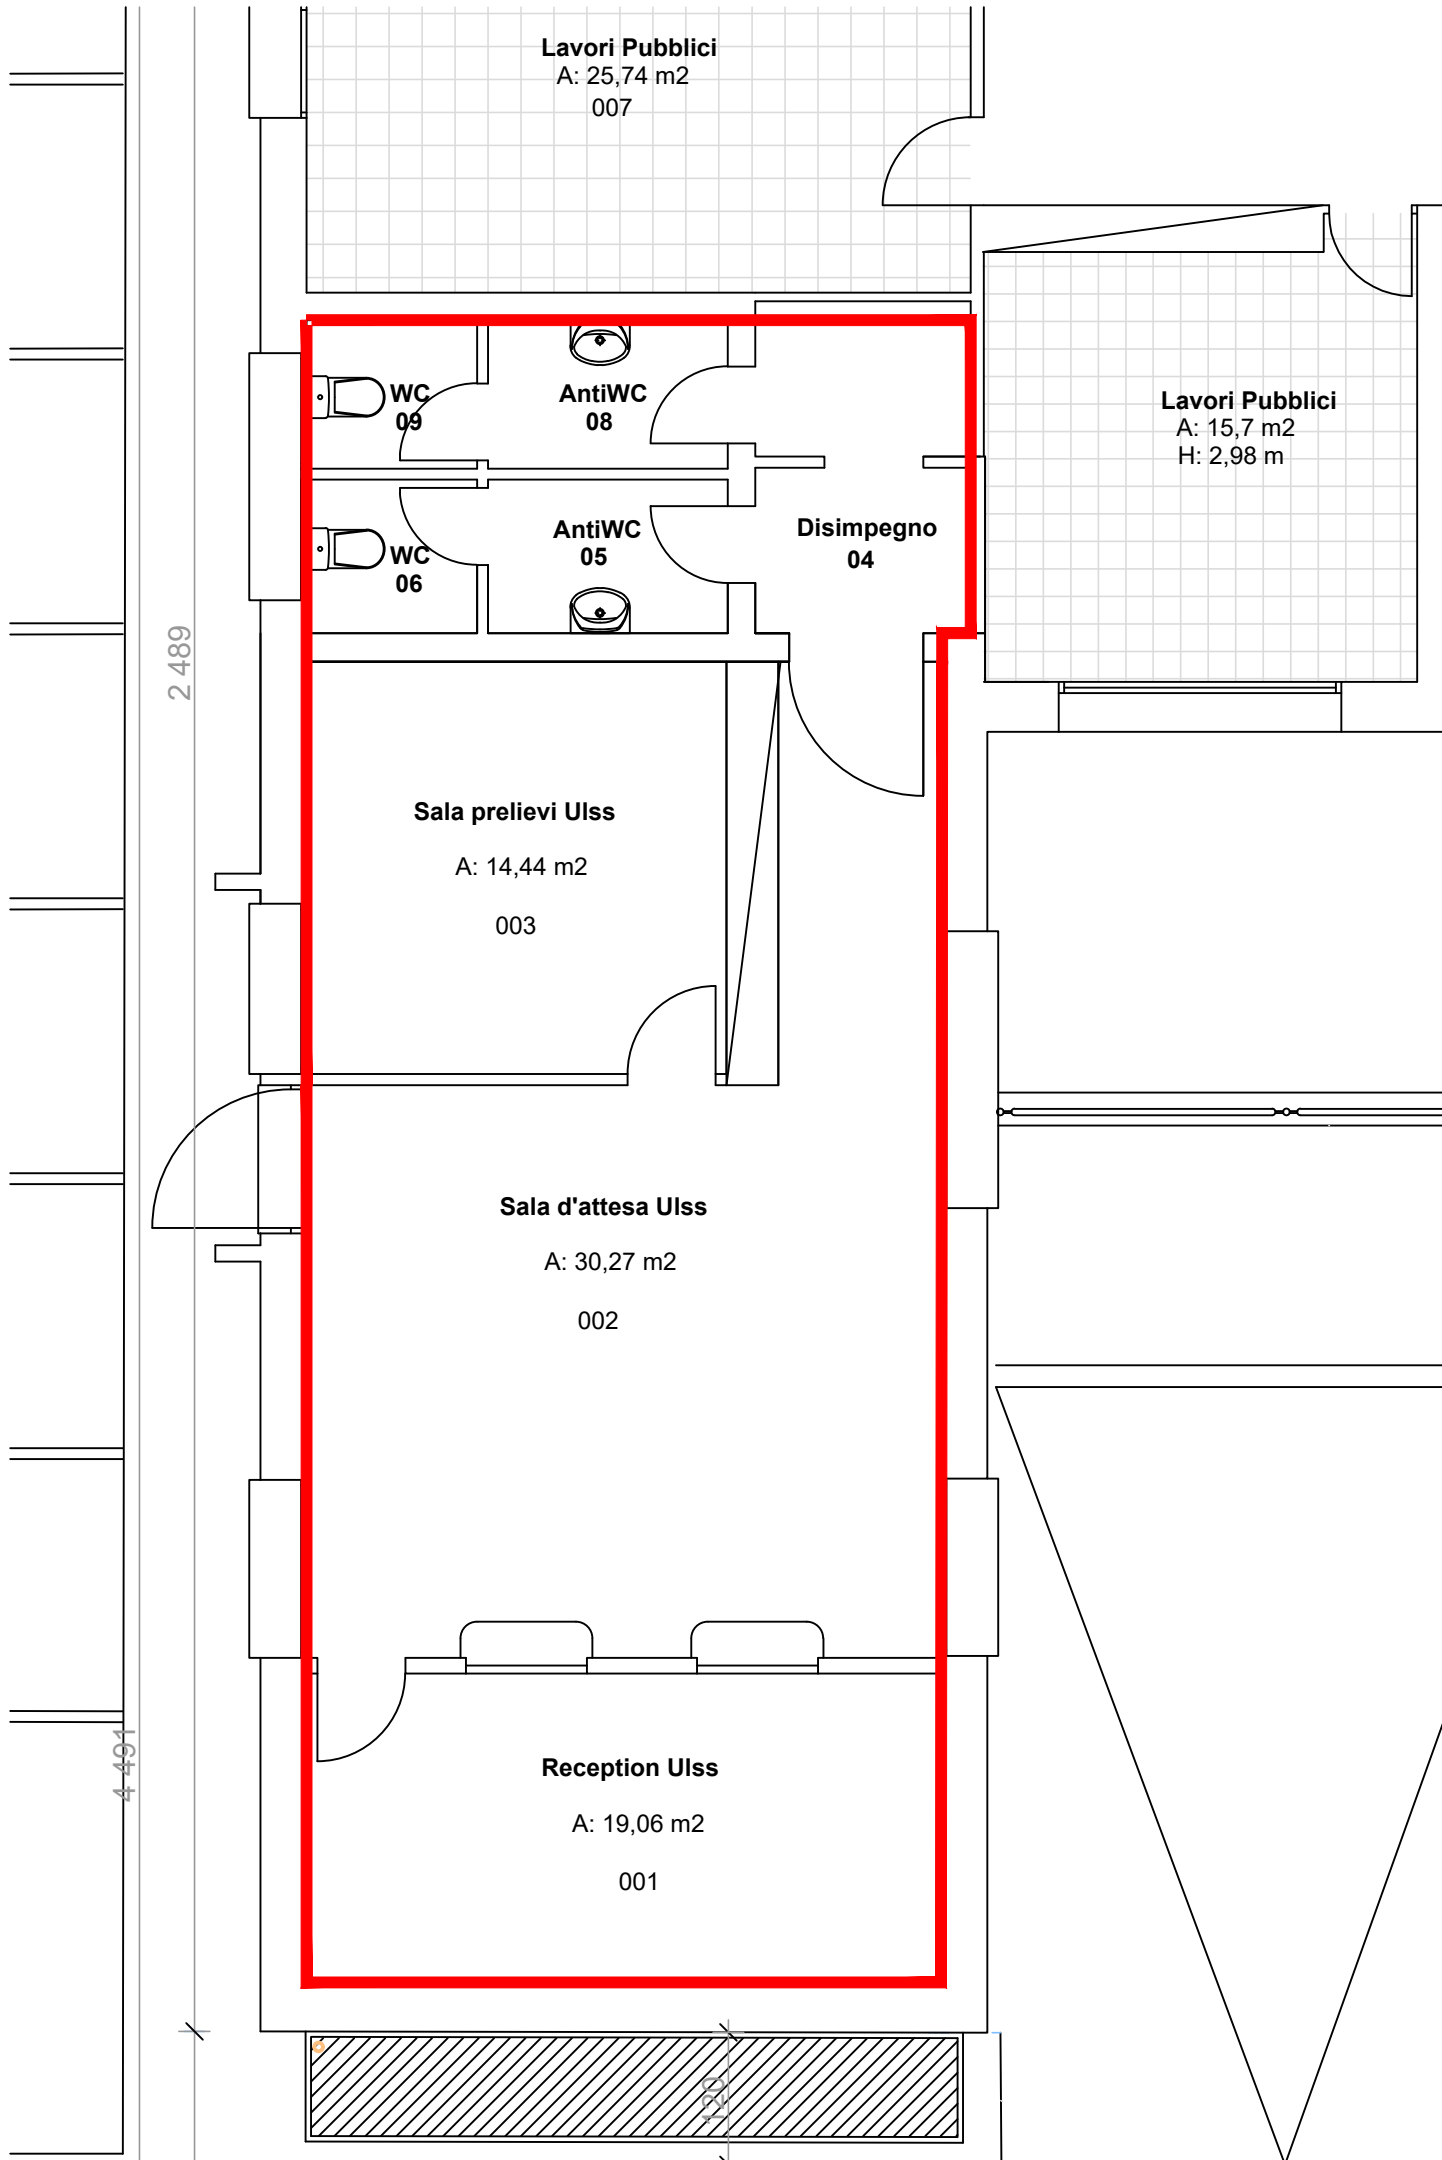 Lavori Pubblici
A: 25,74 m2
007
WC
09
AntiWC
08
Lavori Pubblici
A: 15,7 m2
H: 2,98 m
WC
06
AntiWC
05
Disimpegno
04
2 489
Sala prelievi Ulss
A: 14,44 m2
003
Sala d'attesa Ulss
A: 30,27 m2
002
4 491
Reception Ulss
A: 19,06 m2
001
120